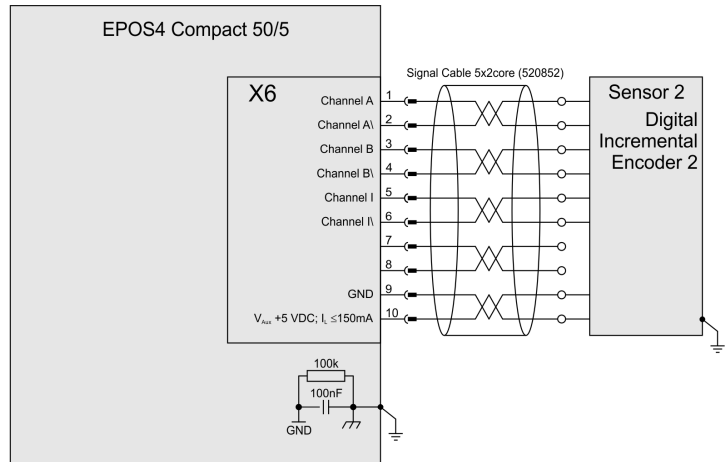 EPOS4 Compact 50/5
Signal Cable 5x2core (520852)
X6
Channel A 1
Channel A\ 2
Channel B 3
Channel B\ 4
Channel I 5
Channel I\ 6
7
8
GND 9
V_Aux +5 VDC; I_L ≤150mA 10
Sensor 2
Digital
Incremental
Encoder 2
100k
100nF
GND